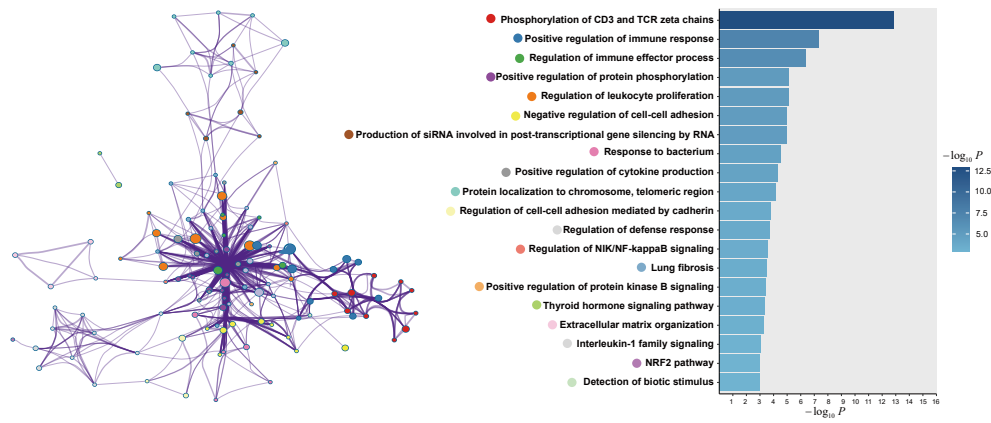 Phosphorylation of CD3 and TCR zeta chains
Positive regulation of immune response
Regulation of immune effector process
Positive regulation of protein phosphorylation
Regulation of leukocyte proliferation
Negative regulation of cell-cell adhesion
Production of siRNA involved in post-transcriptional gene silencing by RNA
Response to bacterium
Positive regulation of cytokine production
Protein localization to chromosome, telomeric region
Regulation of cell-cell adhesion mediated by cadherin
Regulation of defense response
Regulation of NIK/NF-kappaB signaling
Lung fibrosis
Positive regulation of protein kinase B signaling
Thyroid hormone signaling pathway
Extracellular matrix organization
Interleukin-1 family signaling
NRF2 pathway
Detection of biotic stimulus
1 2 3 4 5 6 7 8 9 10 11 12 13 14 15 16
−log₁₀ P
−log₁₀ P
12.5
10.0
7.5
5.0